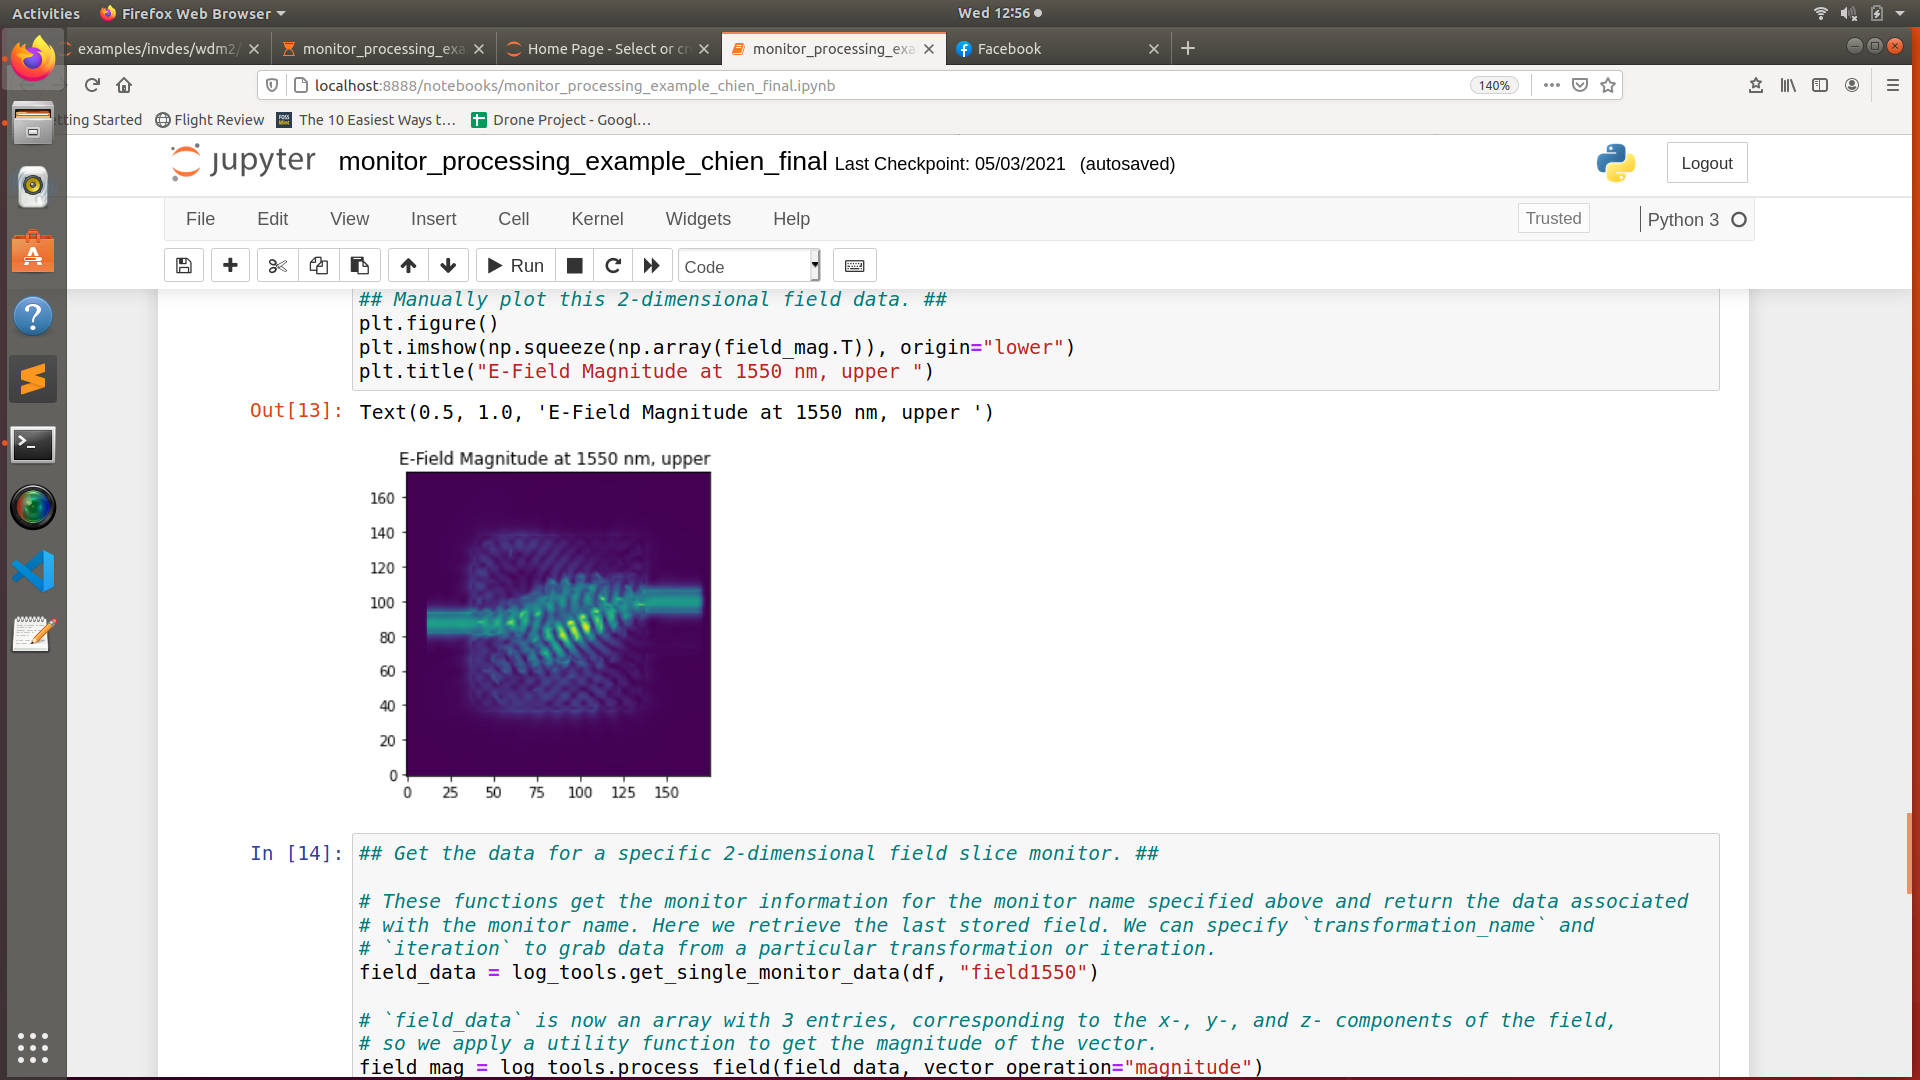 Activities Firefox Web Browser Wed 12:56
examples/invdes/wdm2/ monitor_processing_exa Home Page - Select or cr monitor_processing_exa Facebook
localhost:8888/notebooks/monitor_processing_example_chien_final.ipynb 140%
tting Started Flight Review The 10 Easiest Ways t… Drone Project - Googl…
jupyter monitor_processing_example_chien_final Last Checkpoint: 05/03/2021 (autosaved) Logout
File Edit View Insert Cell Kernel Widgets Help Trusted Python 3
Run Code
## Manually plot this 2-dimensional field data. ##
plt.figure()
plt.imshow(np.squeeze(np.array(field_mag.T)), origin="lower")
plt.title("E-Field Magnitude at 1550 nm, upper ")
Out[13]: Text(0.5, 1.0, 'E-Field Magnitude at 1550 nm, upper ')
E-Field Magnitude at 1550 nm, upper
160
140
120
100
80
60
40
20
0
0 25 50 75 100 125 150
In [14]: ## Get the data for a specific 2-dimensional field slice monitor. ##
# These functions get the monitor information for the monitor name specified above and return the data associated
# with the monitor name. Here we retrieve the last stored field. We can specify `transformation_name` and
# `iteration` to grab data from a particular transformation or iteration.
field_data = log_tools.get_single_monitor_data(df, "field1550")
# `field_data` is now an array with 3 entries, corresponding to the x-, y-, and z- components of the field,
# so we apply a utility function to get the magnitude of the vector.
field_mag = log_tools.process_field(field_data, vector_operation="magnitude")